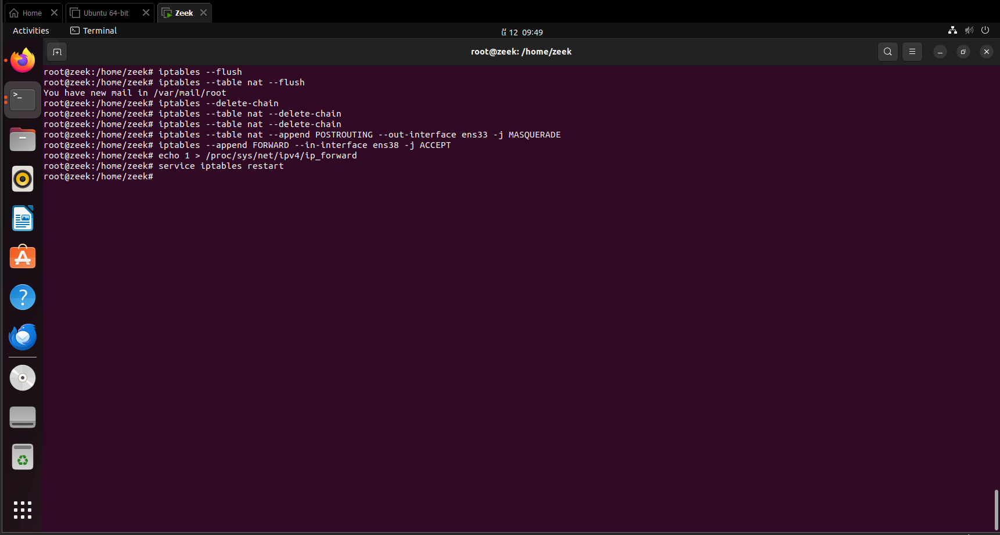 Home
Ubuntu 64-bit
Zeek
Activities
Terminal
12 09:49
root@zeek: /home/zeek
root@zeek:/home/zeek# iptables --flush
root@zeek:/home/zeek# iptables --table nat --flush
You have new mail in /var/mail/root
root@zeek:/home/zeek# iptables --delete-chain
root@zeek:/home/zeek# iptables --table nat --delete-chain
root@zeek:/home/zeek# iptables --table nat --delete-chain
root@zeek:/home/zeek# iptables --table nat --append POSTROUTING --out-interface ens33 -j MASQUERADE
root@zeek:/home/zeek# iptables --append FORWARD --in-interface ens38 -j ACCEPT
root@zeek:/home/zeek# echo 1 > /proc/sys/net/ipv4/ip_forward
root@zeek:/home/zeek# service iptables restart
root@zeek:/home/zeek#